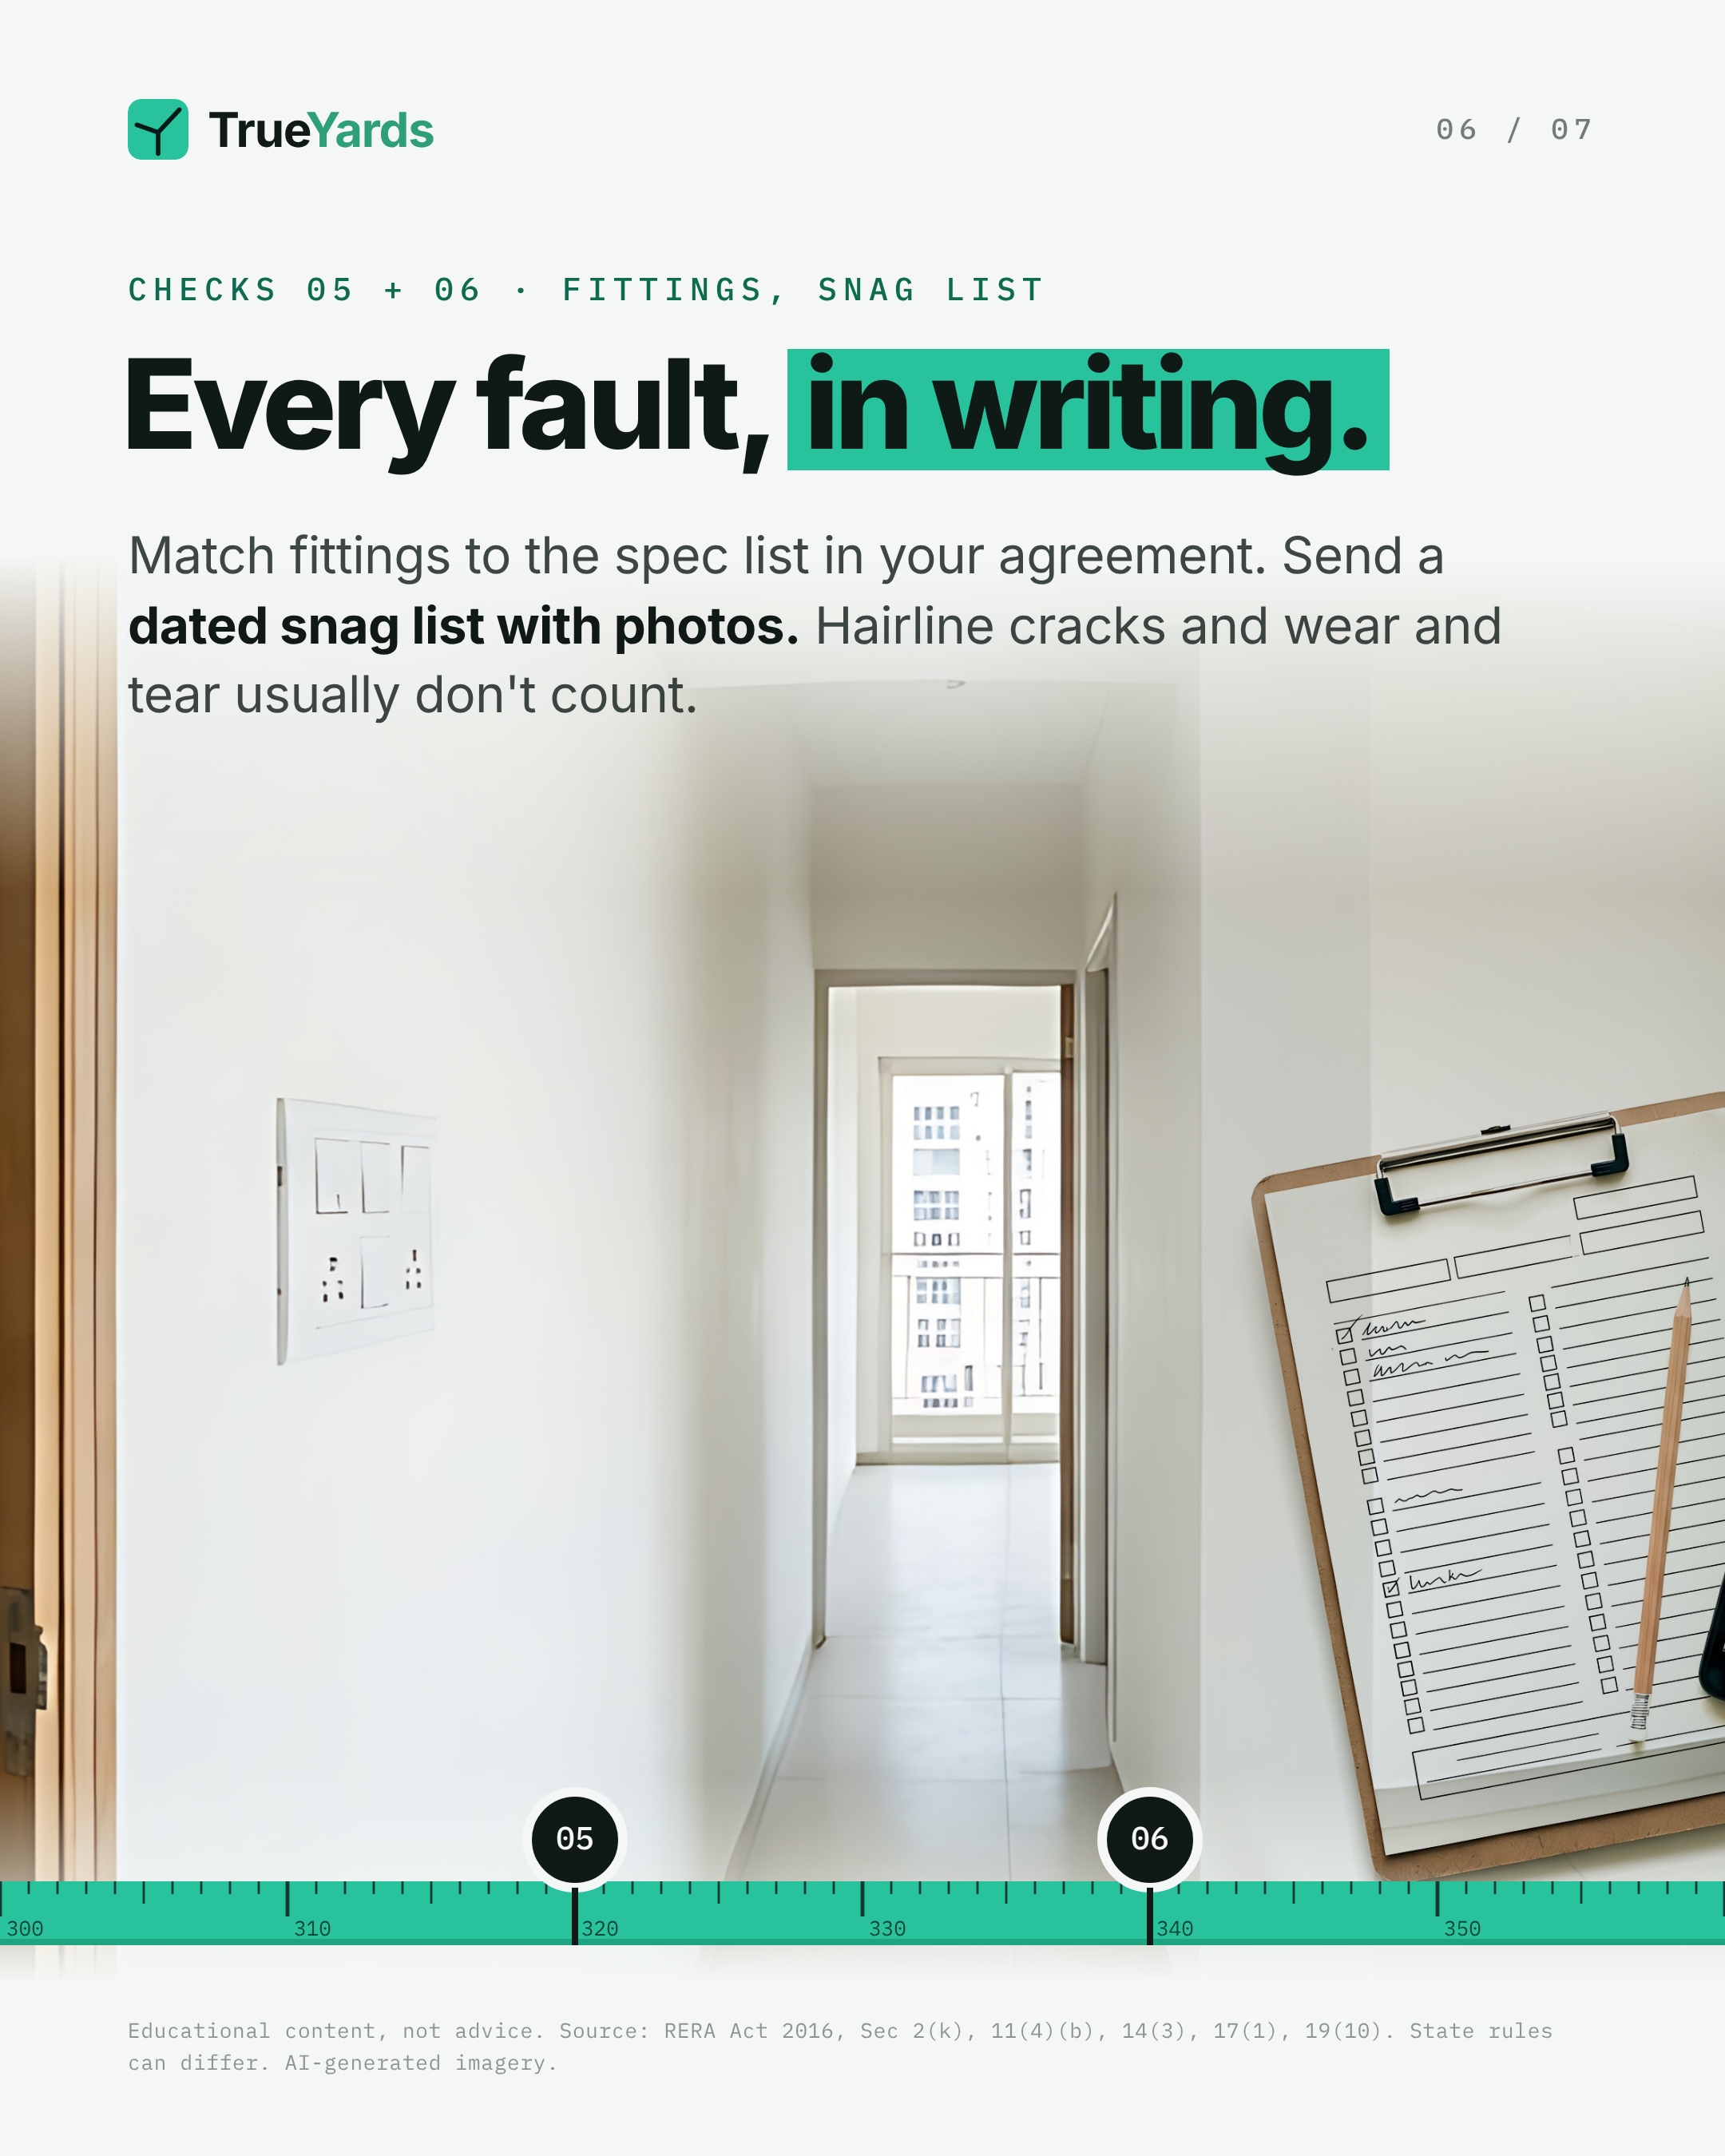 TrueYards
06 / 07
CHECKS 05 + 06 · FITTINGS, SNAG LIST
Every fault, in writing.
Match fittings to the spec list in your agreement. Send a
dated snag list with photos. Hairline cracks and wear and
tear usually don't count.
05
06
300
310
320
330
340
350
Educational content, not advice. Source: RERA Act 2016, Sec 2(k), 11(4)(b), 14(3), 17(1), 19(10). State rules
can differ. AI-generated imagery.